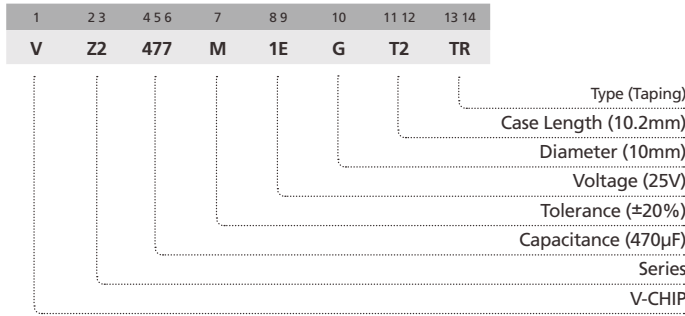 1 2 3 4 5 6 7 8 9 10 11 12 13 14
V Z2 477 M 1E G T2 TR
Type (Taping)
Case Length (10.2mm)
Diameter (10mm)
Voltage (25V)
Tolerance (±20%)
Capacitance (470µF)
Series
V-CHIP